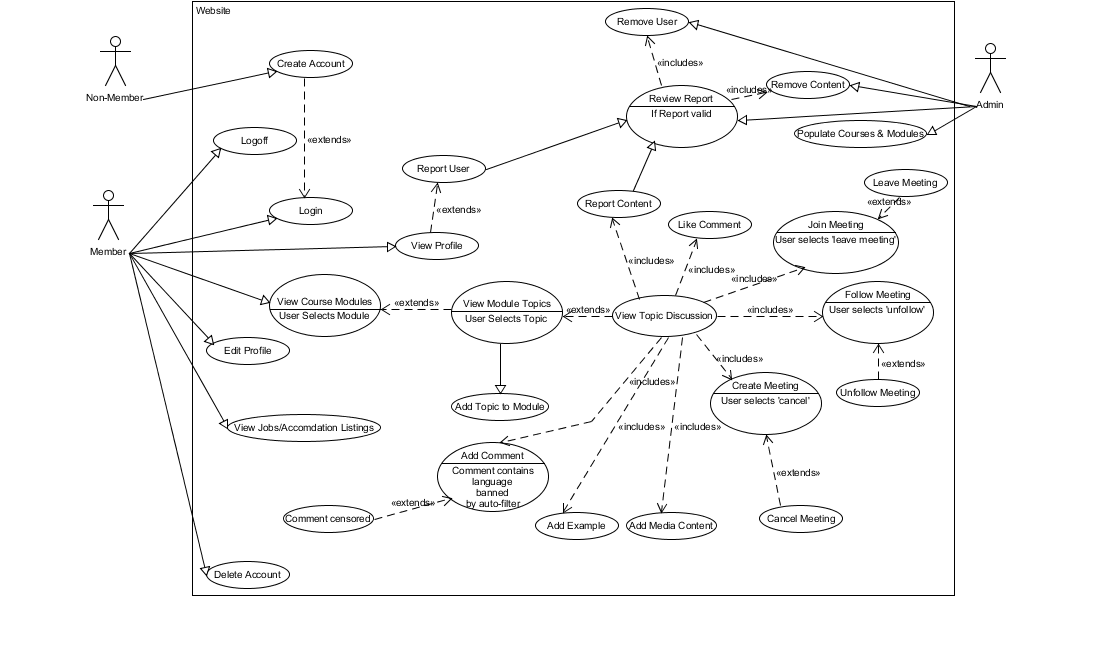 Website
Remove User
Non-Member
Create Account
«includes»
Remove Content
«includes»
Admin
Review Report
If Report valid
Populate Courses & Modules
Logoff
«extends»
Report User
Leave Meeting
«extends»
Member
Login
«extends»
Report Content
Like Comment
Join Meeting
User selects 'leave meeting'
View Profile
«includes»
«includes»
«includes»
View Course Modules
User Selects Module
«extends»
View Module Topics
User Selects Topic
«extends»
View Topic Discussion
«includes»
Follow Meeting
User selects 'unfollow'
Edit Profile
«includes»
«extends»
Add Topic to Module
«includes»
Create Meeting
User selects 'cancel'
Unfollow Meeting
View Jobs/Accomdation Listings
«includes»
«includes»
Add Comment
Comment contains
language
banned
by auto-filter
«extends»
«extends»
Comment censored
Add Example
Add Media Content
Cancel Meeting
Delete Account